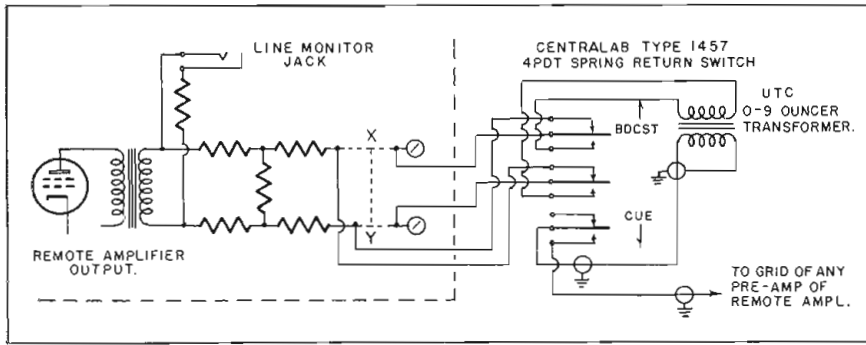 LINE MONITOR
JACK
CENTRALAB TYPE 1457
4PDT SPRING RETURN SWITCH
UTC
O-9 OUNCER
TRANSFORMER.
BDCST
X
Y
CUE
REMOTE AMPLIFIER
OUTPUT.
TO GRID OF ANY
PRE-AMP OF
REMOTE AMPL.